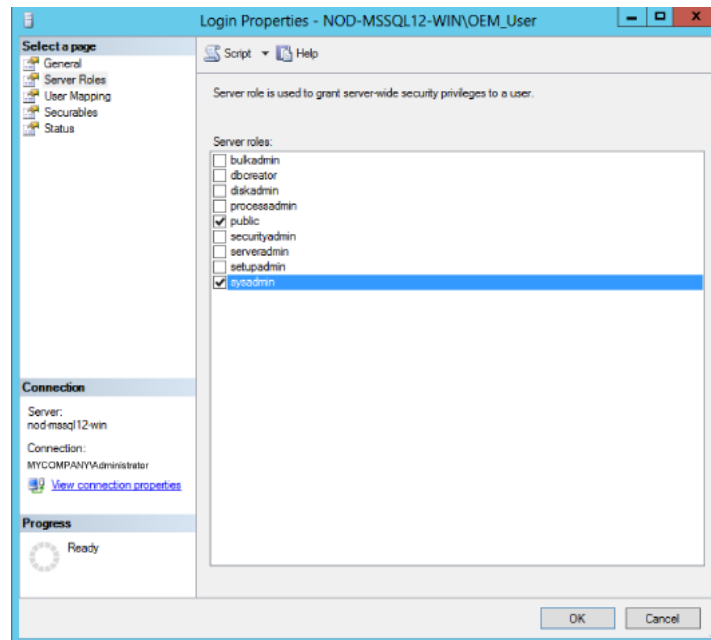 Login Properties - NOD-MSSQL12-WIN\OEM_User
Select a page
General
Server Roles
User Mapping
Securables
Status
Script Help
Server role is used to grant server-wide security privileges to a user.
Server roles:
bulkadmin
dbcreator
diskadmin
processadmin
public
securityadmin
serveradmin
setupadmin
sysadmin
Connection
Server:
nod-mssql12-win
Connection:
MYCOMPANY\Administrator
View connection properties
Progress
Ready
OK Cancel